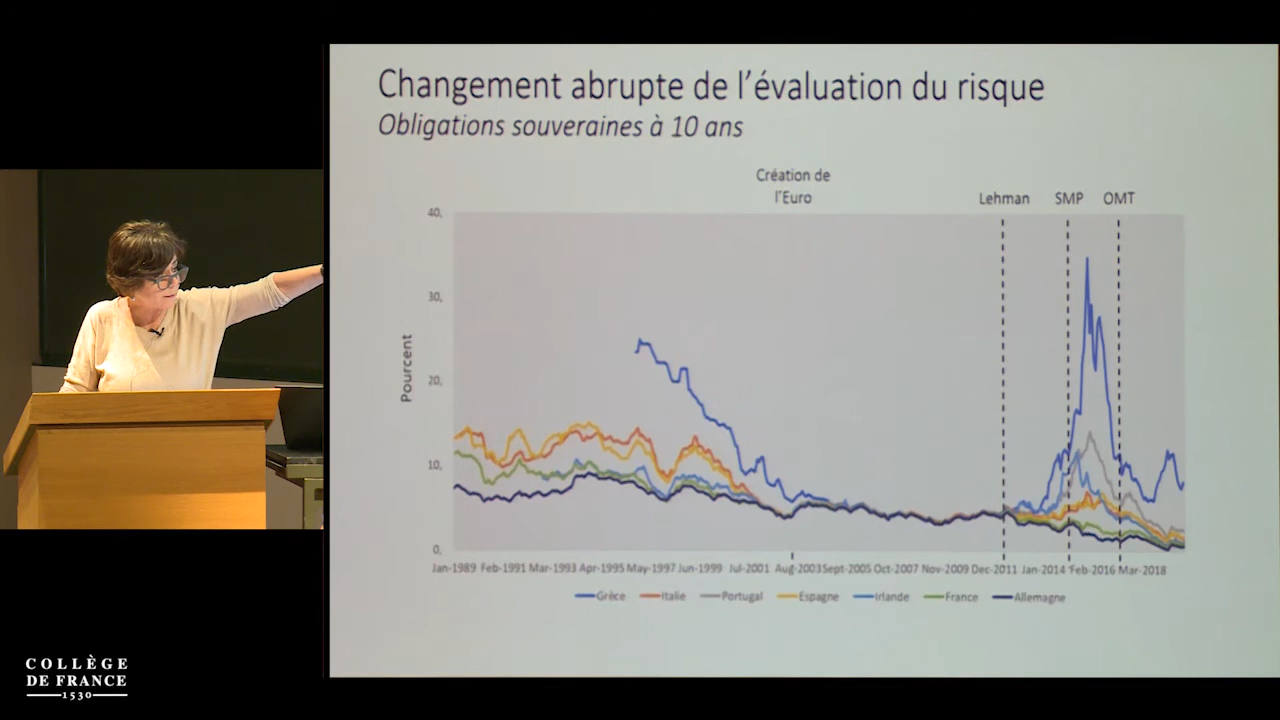 Changement abrupte de l'évaluation du risque
Obligations souveraines à 10 ans
Création de
l'Euro
Lehman
SMP
OMT
40,
30,
20,
10,
0,
Pourcent
Jan-1989 Feb-1991 Mar-1993 Apr-1995 May-1997 Jun-1999 Jul-2001 Aug-2003 Sept-2005 Oct-2007 Nov-2009 Dec-2011 Jan-2014 Feb-2016 Mar-2018
Grèce Italie Portugal Espagne Irlande France Allemagne
COLLÈGE
DE FRANCE
1530